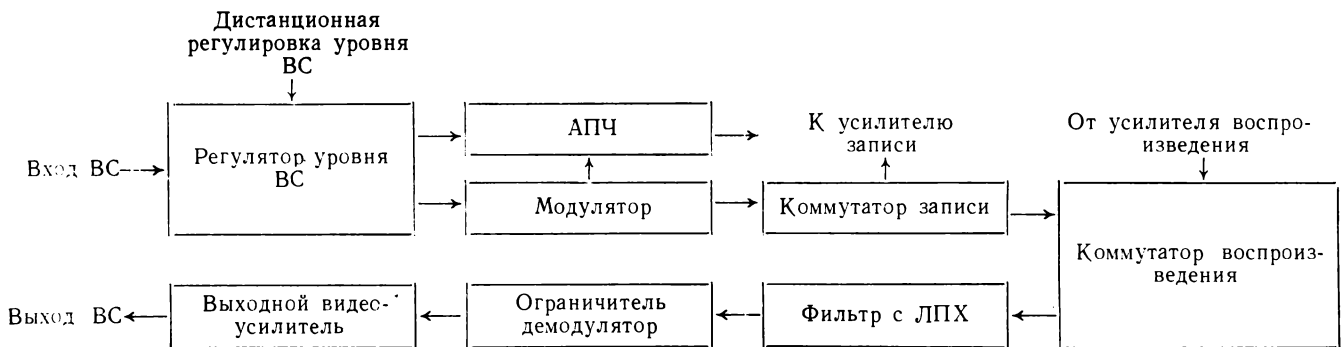 Дистанционная
регулировка уровня
ВС
Вход ВС
Регулятор уровня
ВС
АПЧ
Модулятор
К усилителю
записи
Коммутатор записи
От усилителя воспро-
изведения
Коммутатор воспроиз-
ведения
Выход ВС
Выходной видео-
усилитель
Ограничитель
демодулятор
Фильтр с ЛПХ